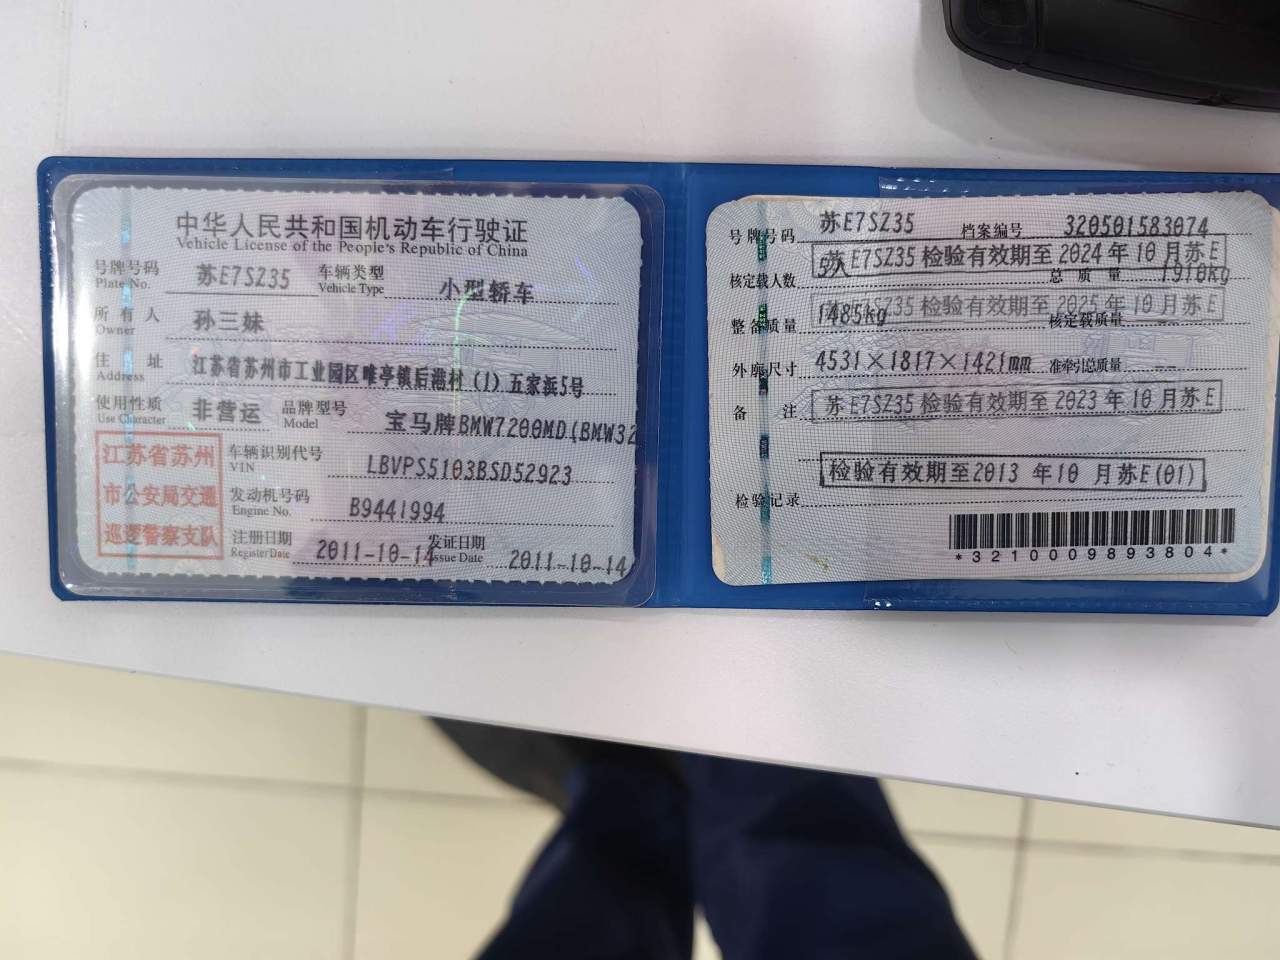 中华人民共和国机动车行驶证
Vehicle License of the People's Republic of China
号牌号码 苏E7SZ35 车辆类型 小型轿车
Plate No. Vehicle Type
所有人 孙三妹
Owner
住址 江苏省苏州市工业园区唯亭镇后港村（1）五家浜5号
Address
使用性质 非营运 品牌型号 宝马牌BMW7200MD(BMW32
Use Character Model
江苏省苏州
市公安局交通
巡逻警察支队
车辆识别代号 LBVPS5103BSD52923
VIN
发动机号码 B9441994
Engine No.
注册日期 2011-10-14 发证日期 2011-10-14
Register Date Issue Date
号牌号码 苏E7SZ35 档案编号 320501583074
苏E7SZ35检验有效期至2024年10月苏E
核定载人数 5人 总质量 1910kg
苏E7SZ35检验有效期至2025年10月苏E
整备质量 1485kg 核定载质量 --
外廓尺寸 4531×1817×1421mm 准牵引总质量 --
备注 苏E7SZ35检验有效期至2023年10月苏E
检验有效期至2013 年10 月苏E(01)
检验记录
*3210009893804*